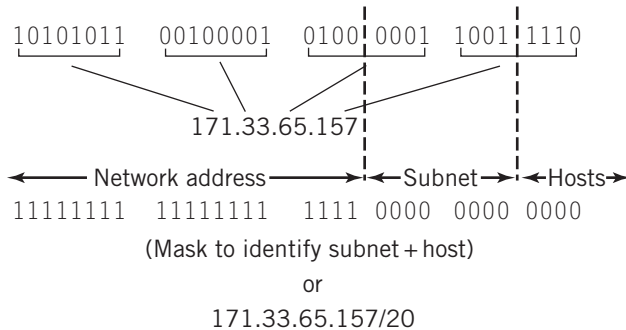 10101011 00100001 0100 0001 1001 1110
171.33.65.157
Network address Subnet Hosts
11111111 11111111 1111 0000 0000 0000
(Mask to identify subnet + host)
or
171.33.65.157/20